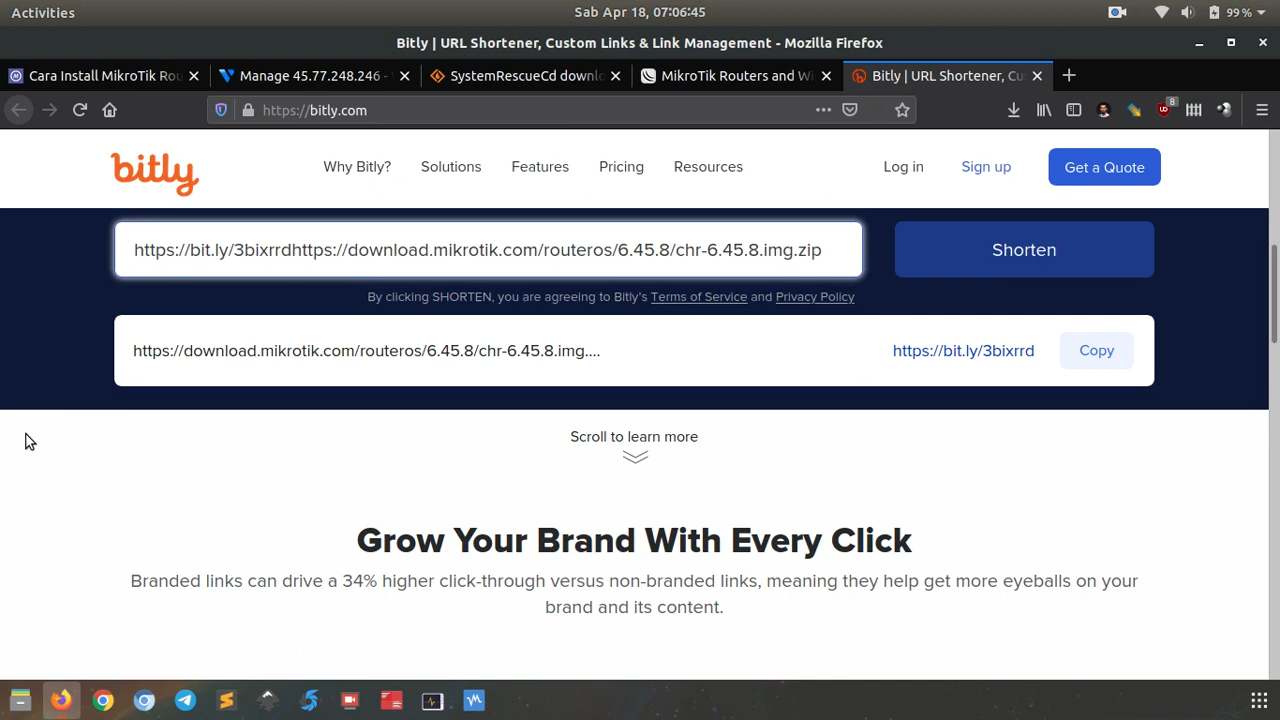 Activities
Sab Apr 18, 07:06:45
99 %
Bitly | URL Shortener, Custom Links & Link Management - Mozilla Firefox
Cara Install MikroTik Rou
Manage 45.77.248.246 -
SystemRescueCd downlo
MikroTik Routers and Wi
Bitly | URL Shortener, Cu
https://bitly.com
8
bitly
Why Bitly?
Solutions
Features
Pricing
Resources
Log in
Sign up
Get a Quote
https://bit.ly/3bixrrdhttps://download.mikrotik.com/routeros/6.45.8/chr-6.45.8.img.zip
Shorten
By clicking SHORTEN, you are agreeing to Bitly's Terms of Service and Privacy Policy
https://download.mikrotik.com/routeros/6.45.8/chr-6.45.8.img....
https://bit.ly/3bixrrd
Copy
Scroll to learn more
Grow Your Brand With Every Click
Branded links can drive a 34% higher click-through versus non-branded links, meaning they help get more eyeballs on your
brand and its content.